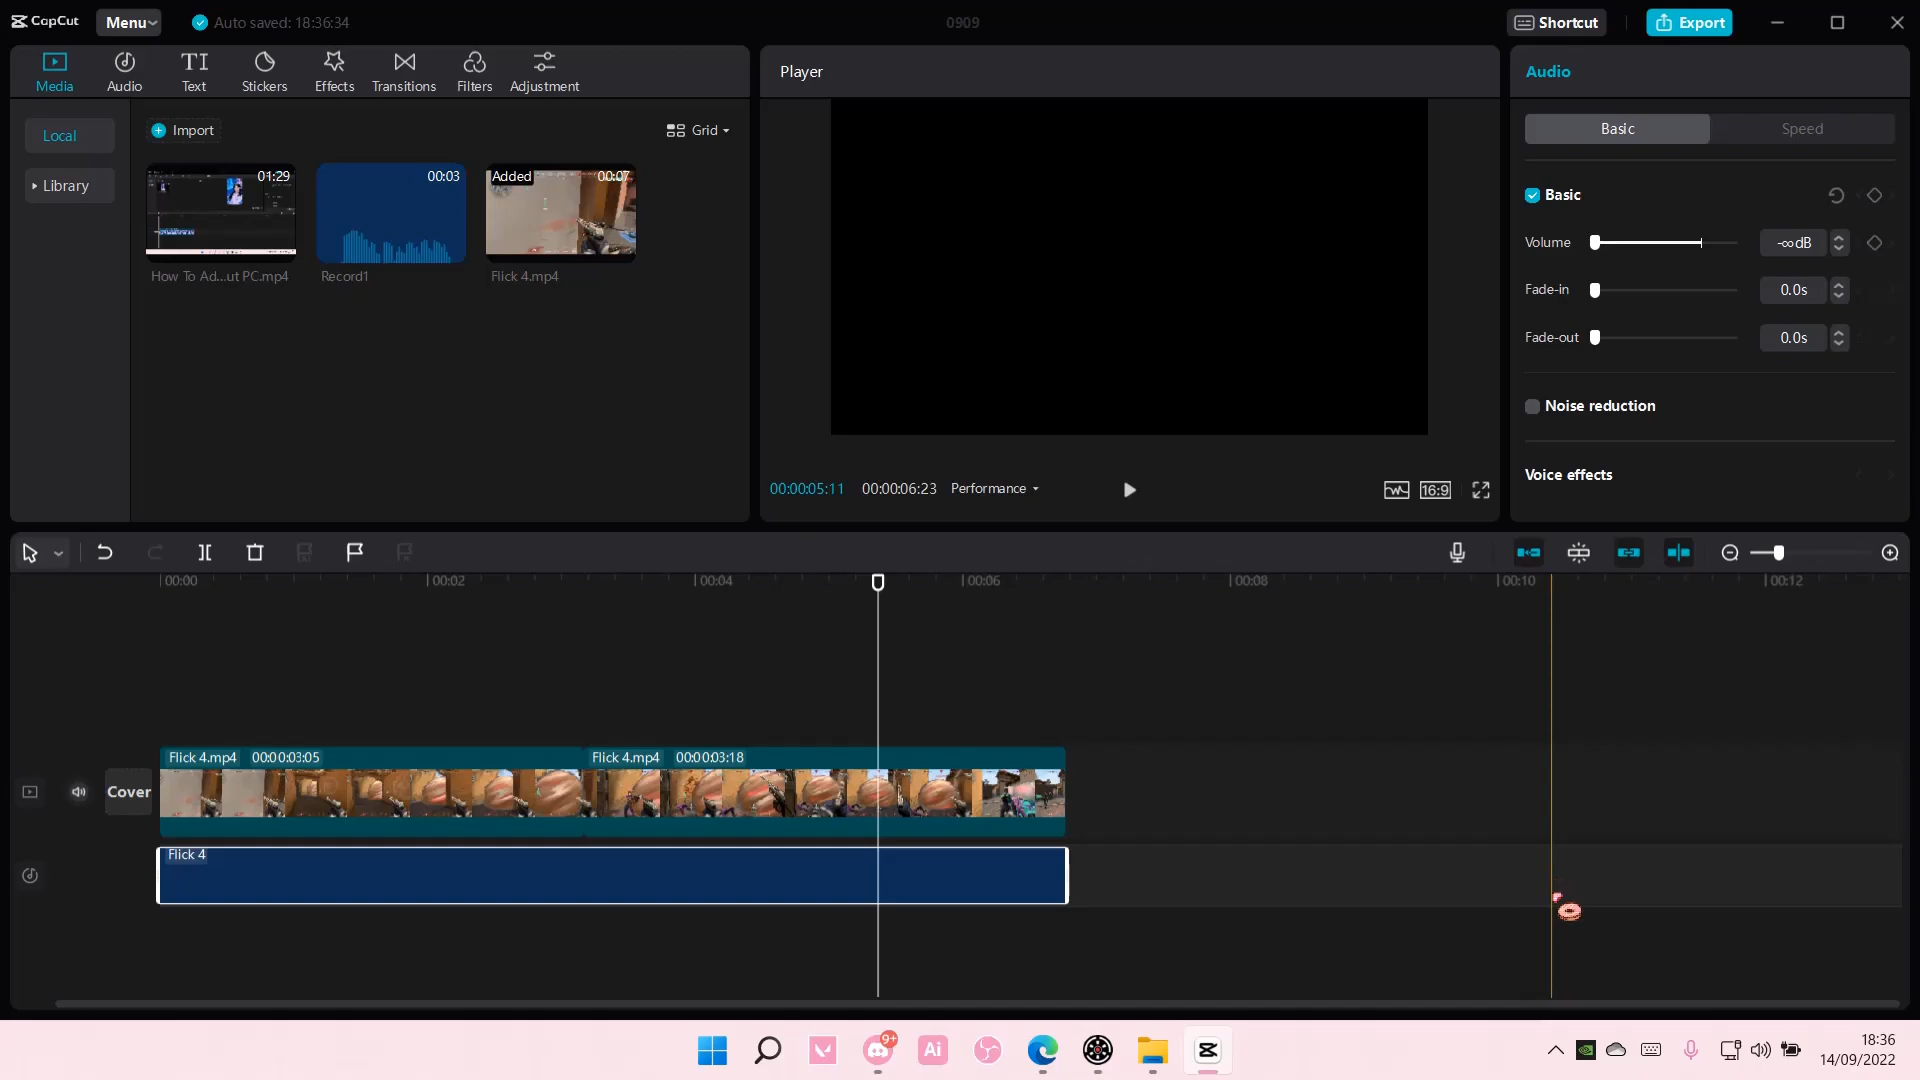 CapCut
Menu
Auto saved: 18:36:34
0909
Shortcut
Export
Media
Audio
Text
Stickers
Effects
Transitions
Filters
Adjustment
Player
Audio
Local
Import
Grid
Basic
Speed
Library
01:29
00:03
Added
00:07
How To Ad...ut PC.mp4
Record1
Flick 4.mp4
Basic
Volume
-∞dB
Fade-in
0.0s
Fade-out
0.0s
Noise reduction
Voice effects
00:00:05:11
00:00:06:23
Performance
16:9
00:00
00:02
00:04
00:06
00:08
00:10
00:12
Flick 4.mp4 00:00:03:05
Flick 4.mp4 00:00:03:18
Cover
Flick 4
9+
Ai
18:36
14/09/2022